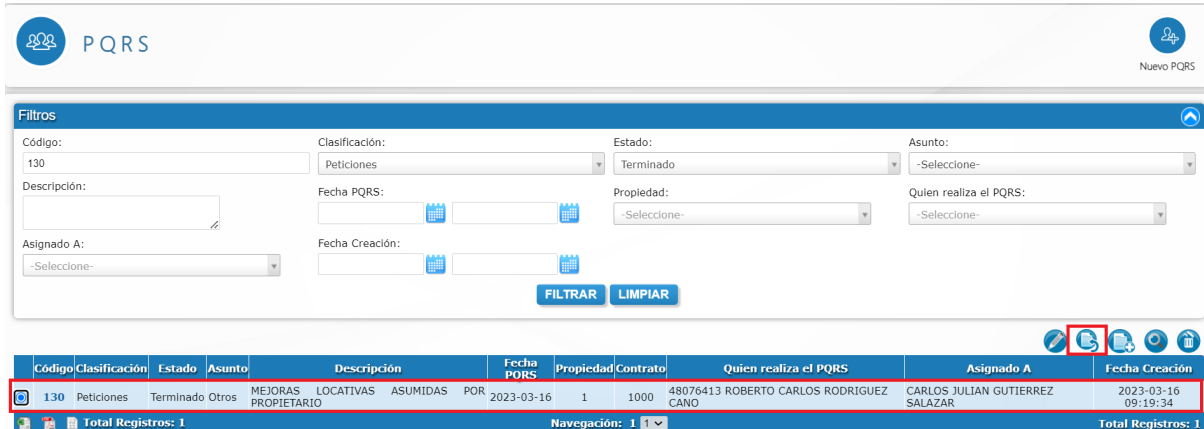 PQRS
Nuevo PQRS
Filtros
Código:
130
Clasificación:
Peticiones
Estado:
Terminado
Asunto:
-Seleccione-
Descripción:
Fecha PQRS:
Propiedad:
-Seleccione-
Quien realiza el PQRS:
-Seleccione-
Asignado A:
-Seleccione-
Fecha Creación:
FILTRAR LIMPIAR
Código Clasificación Estado Asunto Descripción Fecha PQRS Propiedad Contrato Quien realiza el PQRS Asignado A Fecha Creación
130 Peticiones Terminado Otros MEJORAS LOCATIVAS ASUMIDAS POR PROPIETARIO 2023-03-16 1 1000 48076413 ROBERTO CARLOS RODRIGUEZ CANO CARLOS JULIAN GUTIERREZ SALAZAR 2023-03-16 09:19:34
Total Registros: 1 Navegación: 1 1 Total Registros: 1